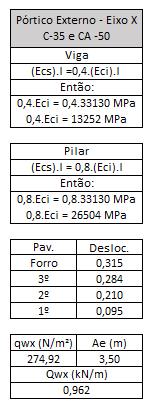 Pórtico Externo - Eixo X
C-35 e CA -50
Viga
(Ecs).I =0,4.(Eci).I
Então:
0,4.Eci = 0,4.33130 MPa
0,4.Eci = 13252 MPa
Pilar
(Ecs).I = 0,8.(Eci).I
Então:
0,8.Eci = 0,8.33130 MPa
0,8.Eci = 26504 MPa
Pav. Desloc.
Forro 0,315
3º 0,284
2º 0,210
1º 0,095
qwx (N/m²) Ae (m)
274,92 3,50
Qwx (kN/m)
0,962